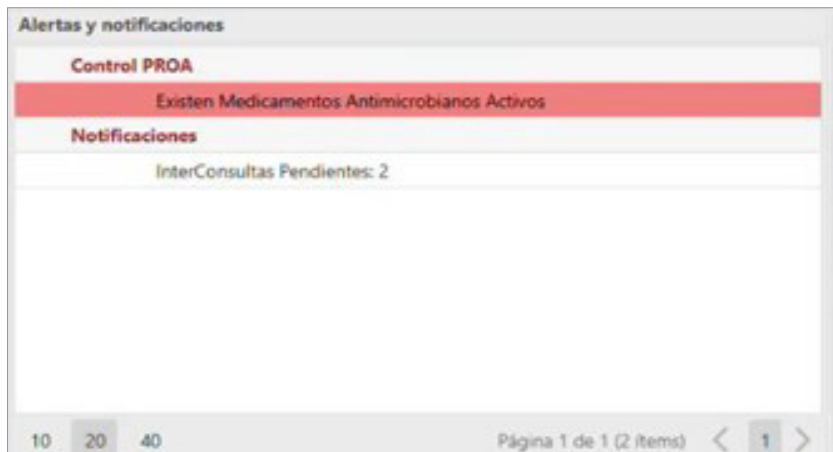 Alertas y notificaciones
Control PROA
Existen Medicamentos Antimicrobianos Activos
Notificaciones
InterConsultas Pendientes: 2
10 20 40 Página 1 de 1 (2 ítems) < 1 >